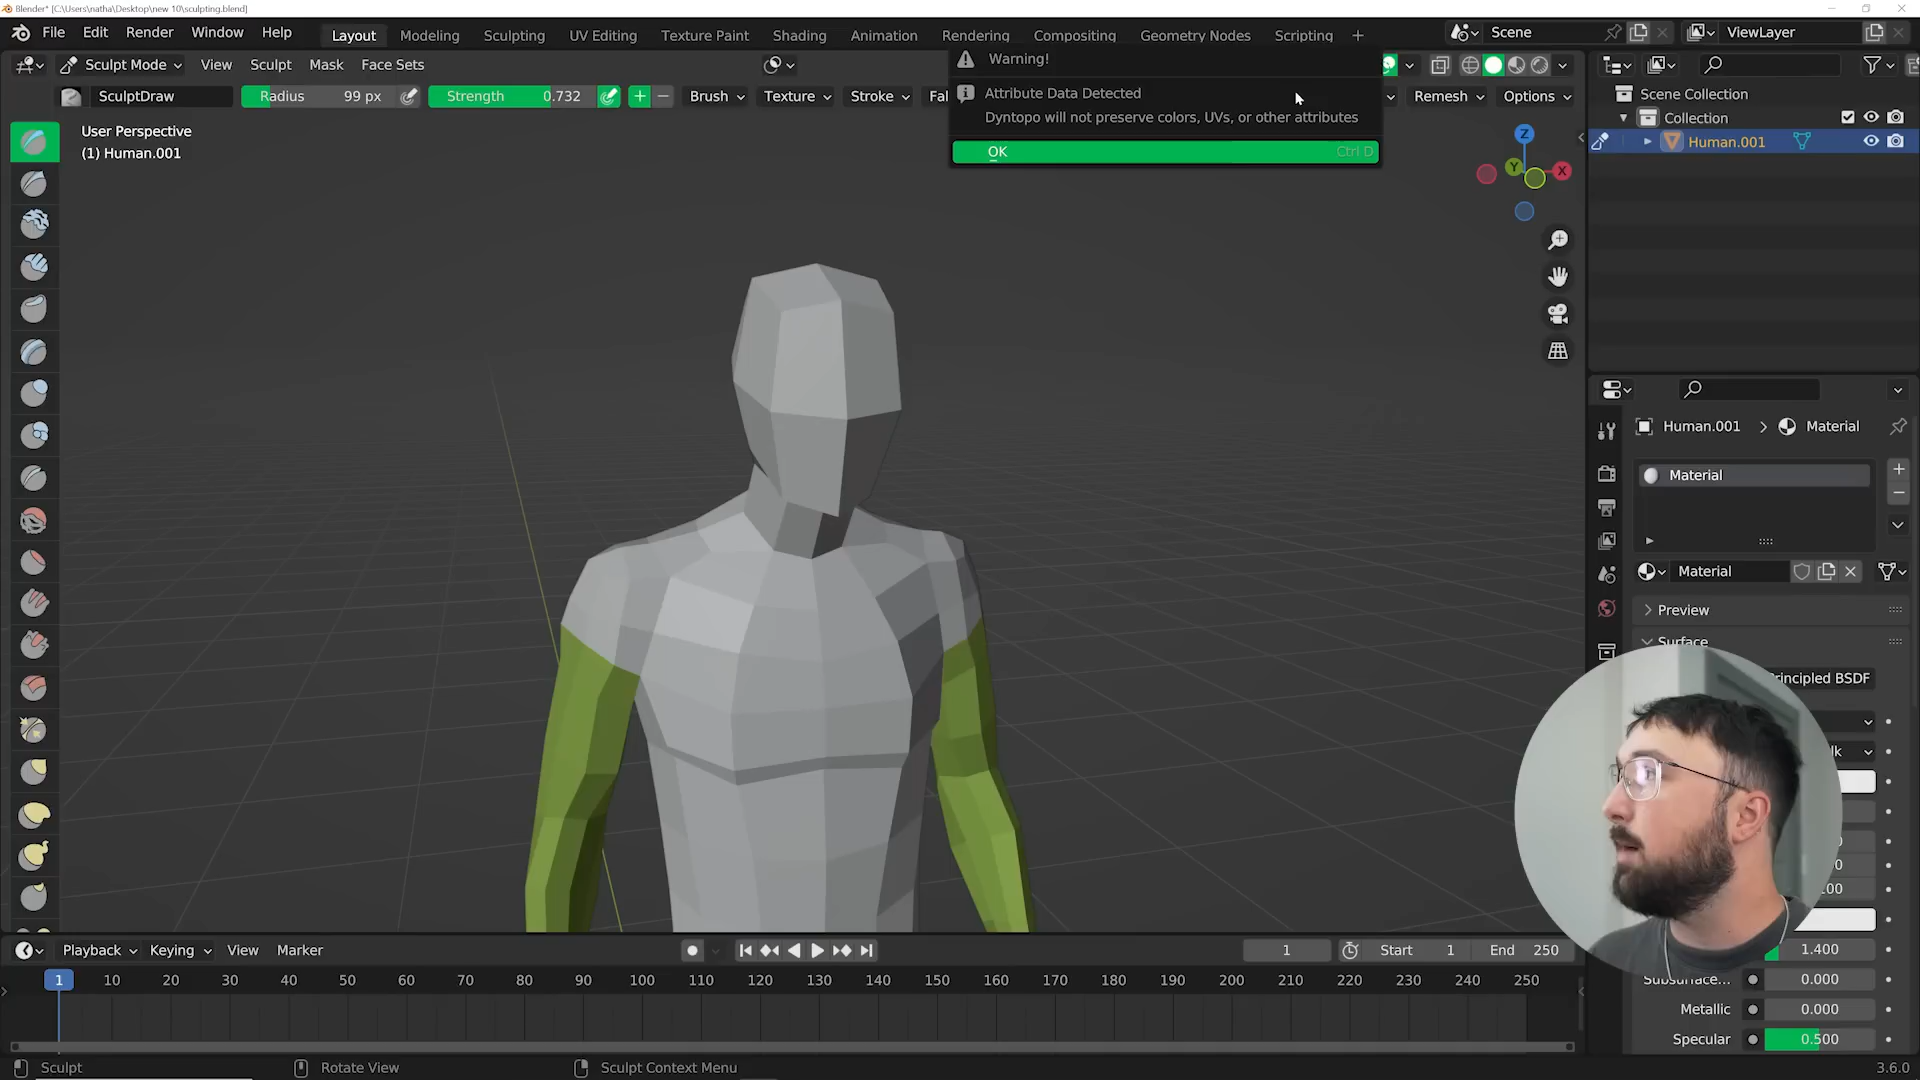 Blender* [C:\Users\natha\Desktop\new 10\sculpting.blend]
File Edit Render Window Help Layout Modeling Sculpting UV Editing Texture Paint Shading Animation Rendering Compositing Geometry Nodes Scripting + Scene ViewLayer
Sculpt Mode View Sculpt Mask Face Sets
Warning!
SculptDraw Radius 99 px Strength 0.732 Brush Texture Stroke Fal Remesh Options
Attribute Data Detected
Dyntopo will not preserve colors, UVs, or other attributes
OK Ctrl D
User Perspective
(1) Human.001
Z
Y
X
Scene Collection
Collection
Human.001
Human.001 > Material
Material
Material
Preview
Surface
rincipled BSDF
lk
0
0
00
1.400
Subsurface... 0.000
Metallic 0.000
Specular 0.500
Playback Keying View Marker 1 Start 1 End 250
1 10 20 30 40 50 60 70 80 90 100 110 120 130 140 150 160 170 180 190 200 210 220 230 240 250
Sculpt Rotate View Sculpt Context Menu 3.6.0